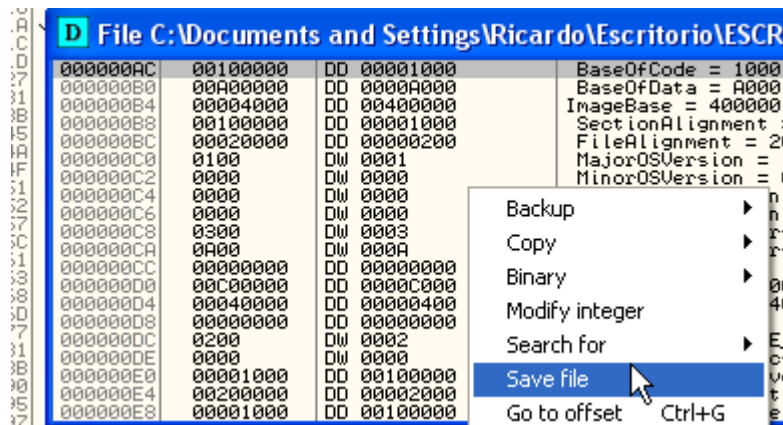 D File C:\Documents and Settings\Ricardo\Escritorio\ESCR
000000AC 00100000 DD 00001000 BaseOfCode = 1000
000000B0 00A00000 DD 0000A000 BaseOfData = A000
000000B4 00004000 DD 00400000 ImageBase = 400000
000000B8 00100000 DD 00001000 SectionAlignment =
000000BC 00020000 DD 00000200 FileAlignment = 20
000000C0 0100 DW 0001 MajorOSVersion =
000000C2 0000 DW 0000 MinorOSVersion =
000000C4 0000 DW 0000
000000C6 0000 DW 0000
000000C8 0300 DW 0003
000000CA 0A00 DW 000A
000000CC 00000000 DD 00000000
000000D0 00C00000 DD 0000C000
000000D4 00040000 DD 00000400
000000D8 00000000 DD 00000000
000000DC 0200 DW 0002
000000DE 0000 DW 0000
000000E0 00001000 DD 00100000
000000E4 00200000 DD 00002000
000000E8 00001000 DD 00100000
Backup
Copy
Binary
Modify integer
Search for
Save file
Go to offset Ctrl+G